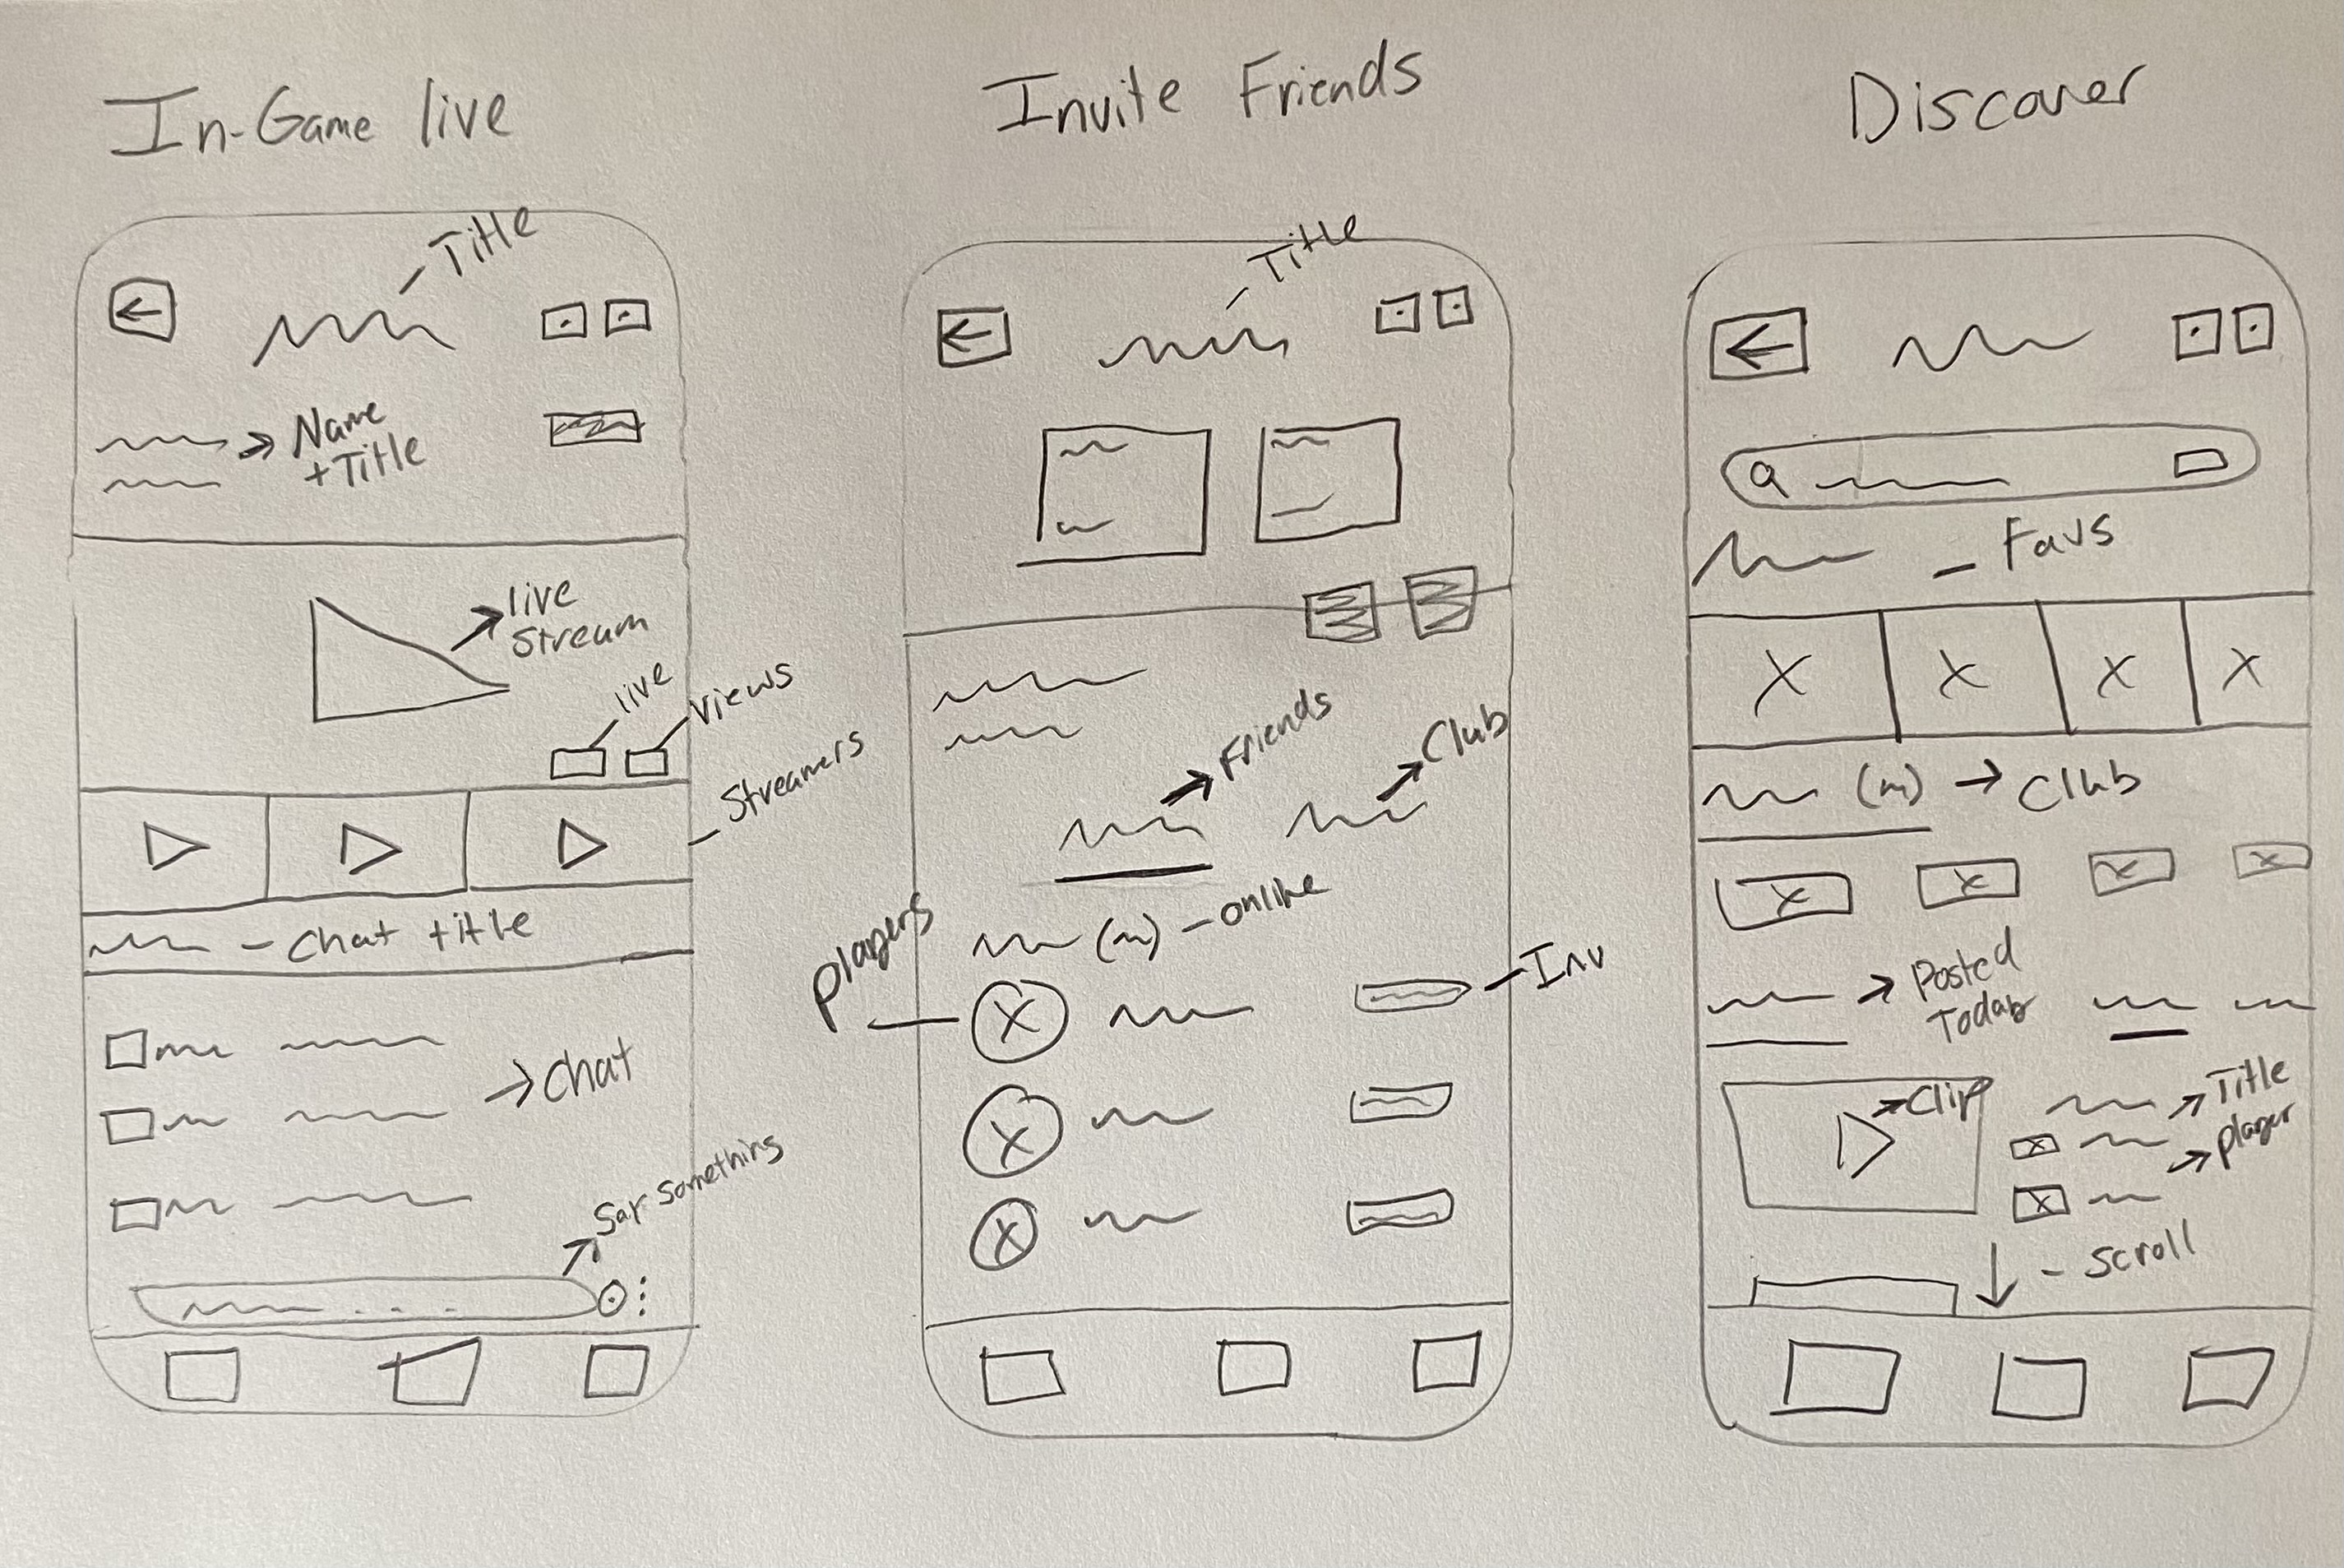 In-Game live
Title
Name
+Title
live
Stream
live
Views
Streamers
Chat title
Chat
Say something
Invite Friends
Title
Friends
Club
online
players
Inv
Discover
Favs
Club
Posted
Today
Clip
Title
player
Scroll